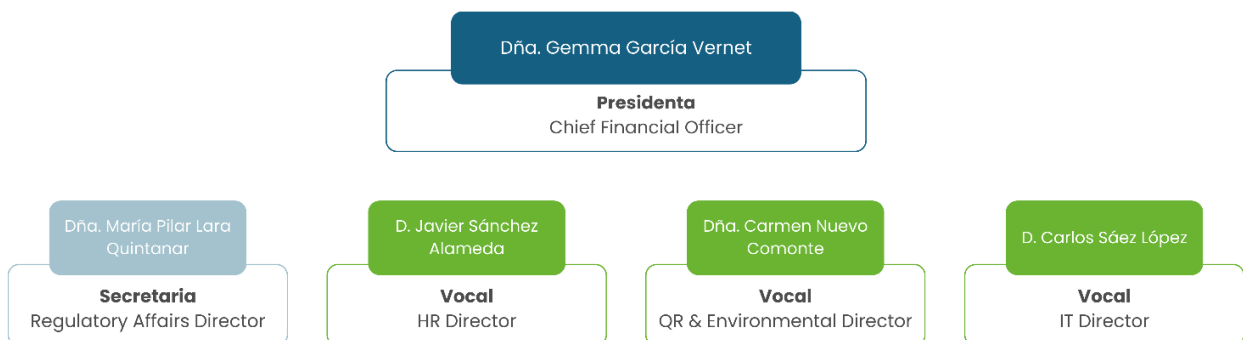 Dña. Gemma García Vernet
Presidenta
Chief Financial Officer
Dña. María Pilar Lara
Quintanar
Secretaria
Regulatory Affairs Director
D. Javier Sánchez
Alameda
Vocal
HR Director
Dña. Carmen Nuevo
Comonte
Vocal
QR & Environmental Director
D. Carlos Sáez López
Vocal
IT Director